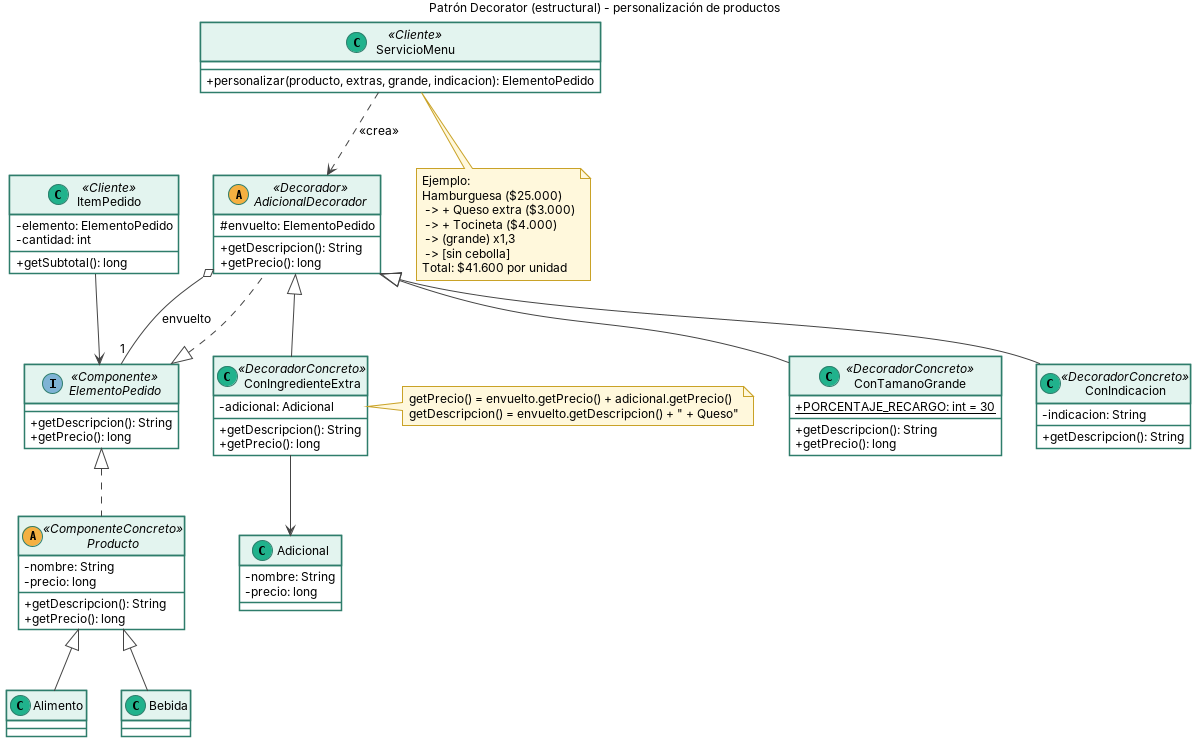 Patrón Decorator (estructural) - personalización de productos
C
«Cliente»
ServicioMenu
+personalizar(producto, extras, grande, indicacion): ElementoPedido
«crea»
C
«Cliente»
ItemPedido
-elemento: ElementoPedido
-cantidad: int
+getSubtotal(): long
A
«Decorador»
AdicionalDecorador
#envuelto: ElementoPedido
+getDescripcion(): String
+getPrecio(): long
Ejemplo:
Hamburguesa ($25.000)
-> + Queso extra ($3.000)
-> + Tocineta ($4.000)
-> (grande) x1,3
-> [sin cebolla]
Total: $41.600 por unidad
envuelto
1
I
«Componente»
ElementoPedido
+getDescripcion(): String
+getPrecio(): long
C
«DecoradorConcreto»
ConIngredienteExtra
-adicional: Adicional
+getDescripcion(): String
+getPrecio(): long
getPrecio() = envuelto.getPrecio() + adicional.getPrecio()
getDescripcion() = envuelto.getDescripcion() + " + Queso"
C
«DecoradorConcreto»
ConTamanoGrande
+PORCENTAJE_RECARGO: int = 30
+getDescripcion(): String
+getPrecio(): long
C
«DecoradorConcreto»
ConIndicacion
-indicacion: String
+getDescripcion(): String
A
«ComponenteConcreto»
Producto
-nombre: String
-precio: long
+getDescripcion(): String
+getPrecio(): long
C
Adicional
-nombre: String
-precio: long
C
Alimento
C
Bebida